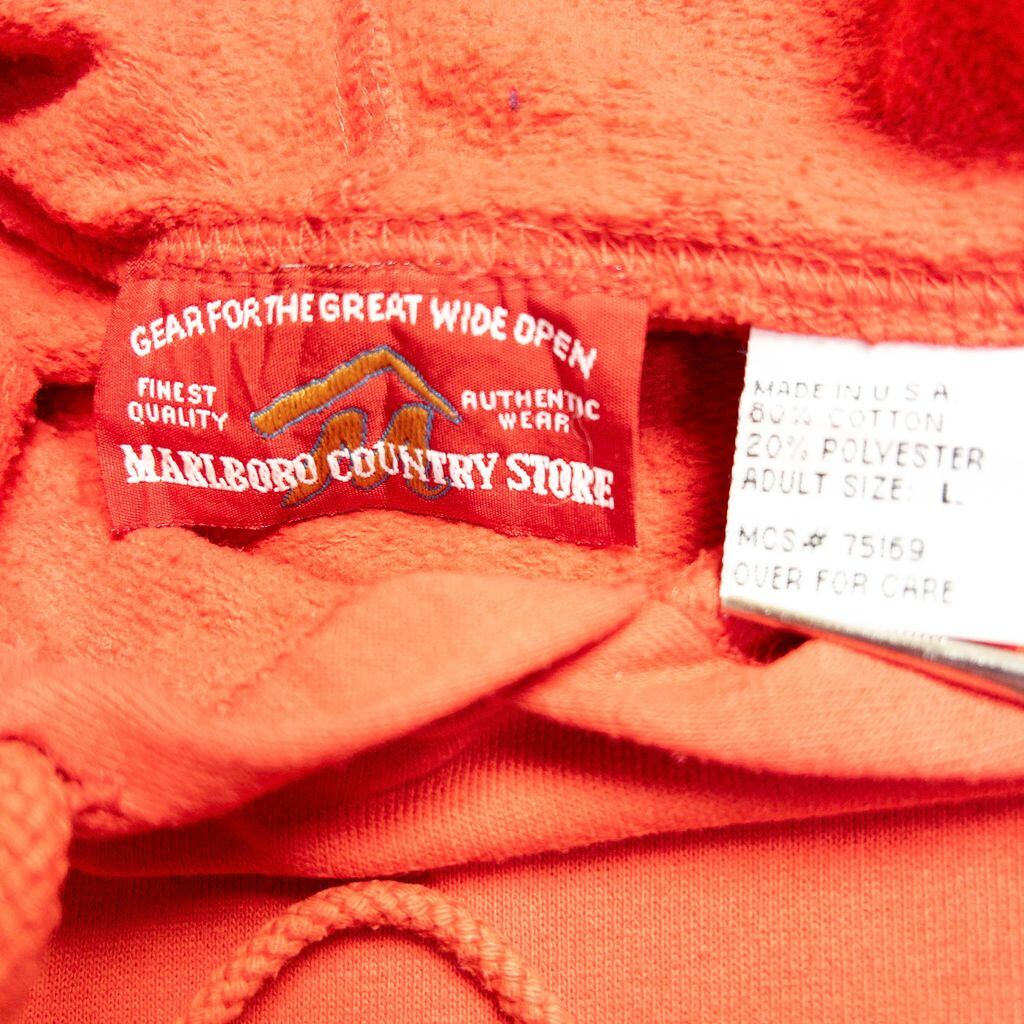 GEAR FOR THE GREAT WIDE OPEN
FINEST
QUALITY
AUTHENTIC
WEAR
MARLBORO COUNTRY STORE
MADE IN U S A
80% COTTON
20% POLYESTER
ADULT SIZE: L
MCS# 75169
OVER FOR CARE